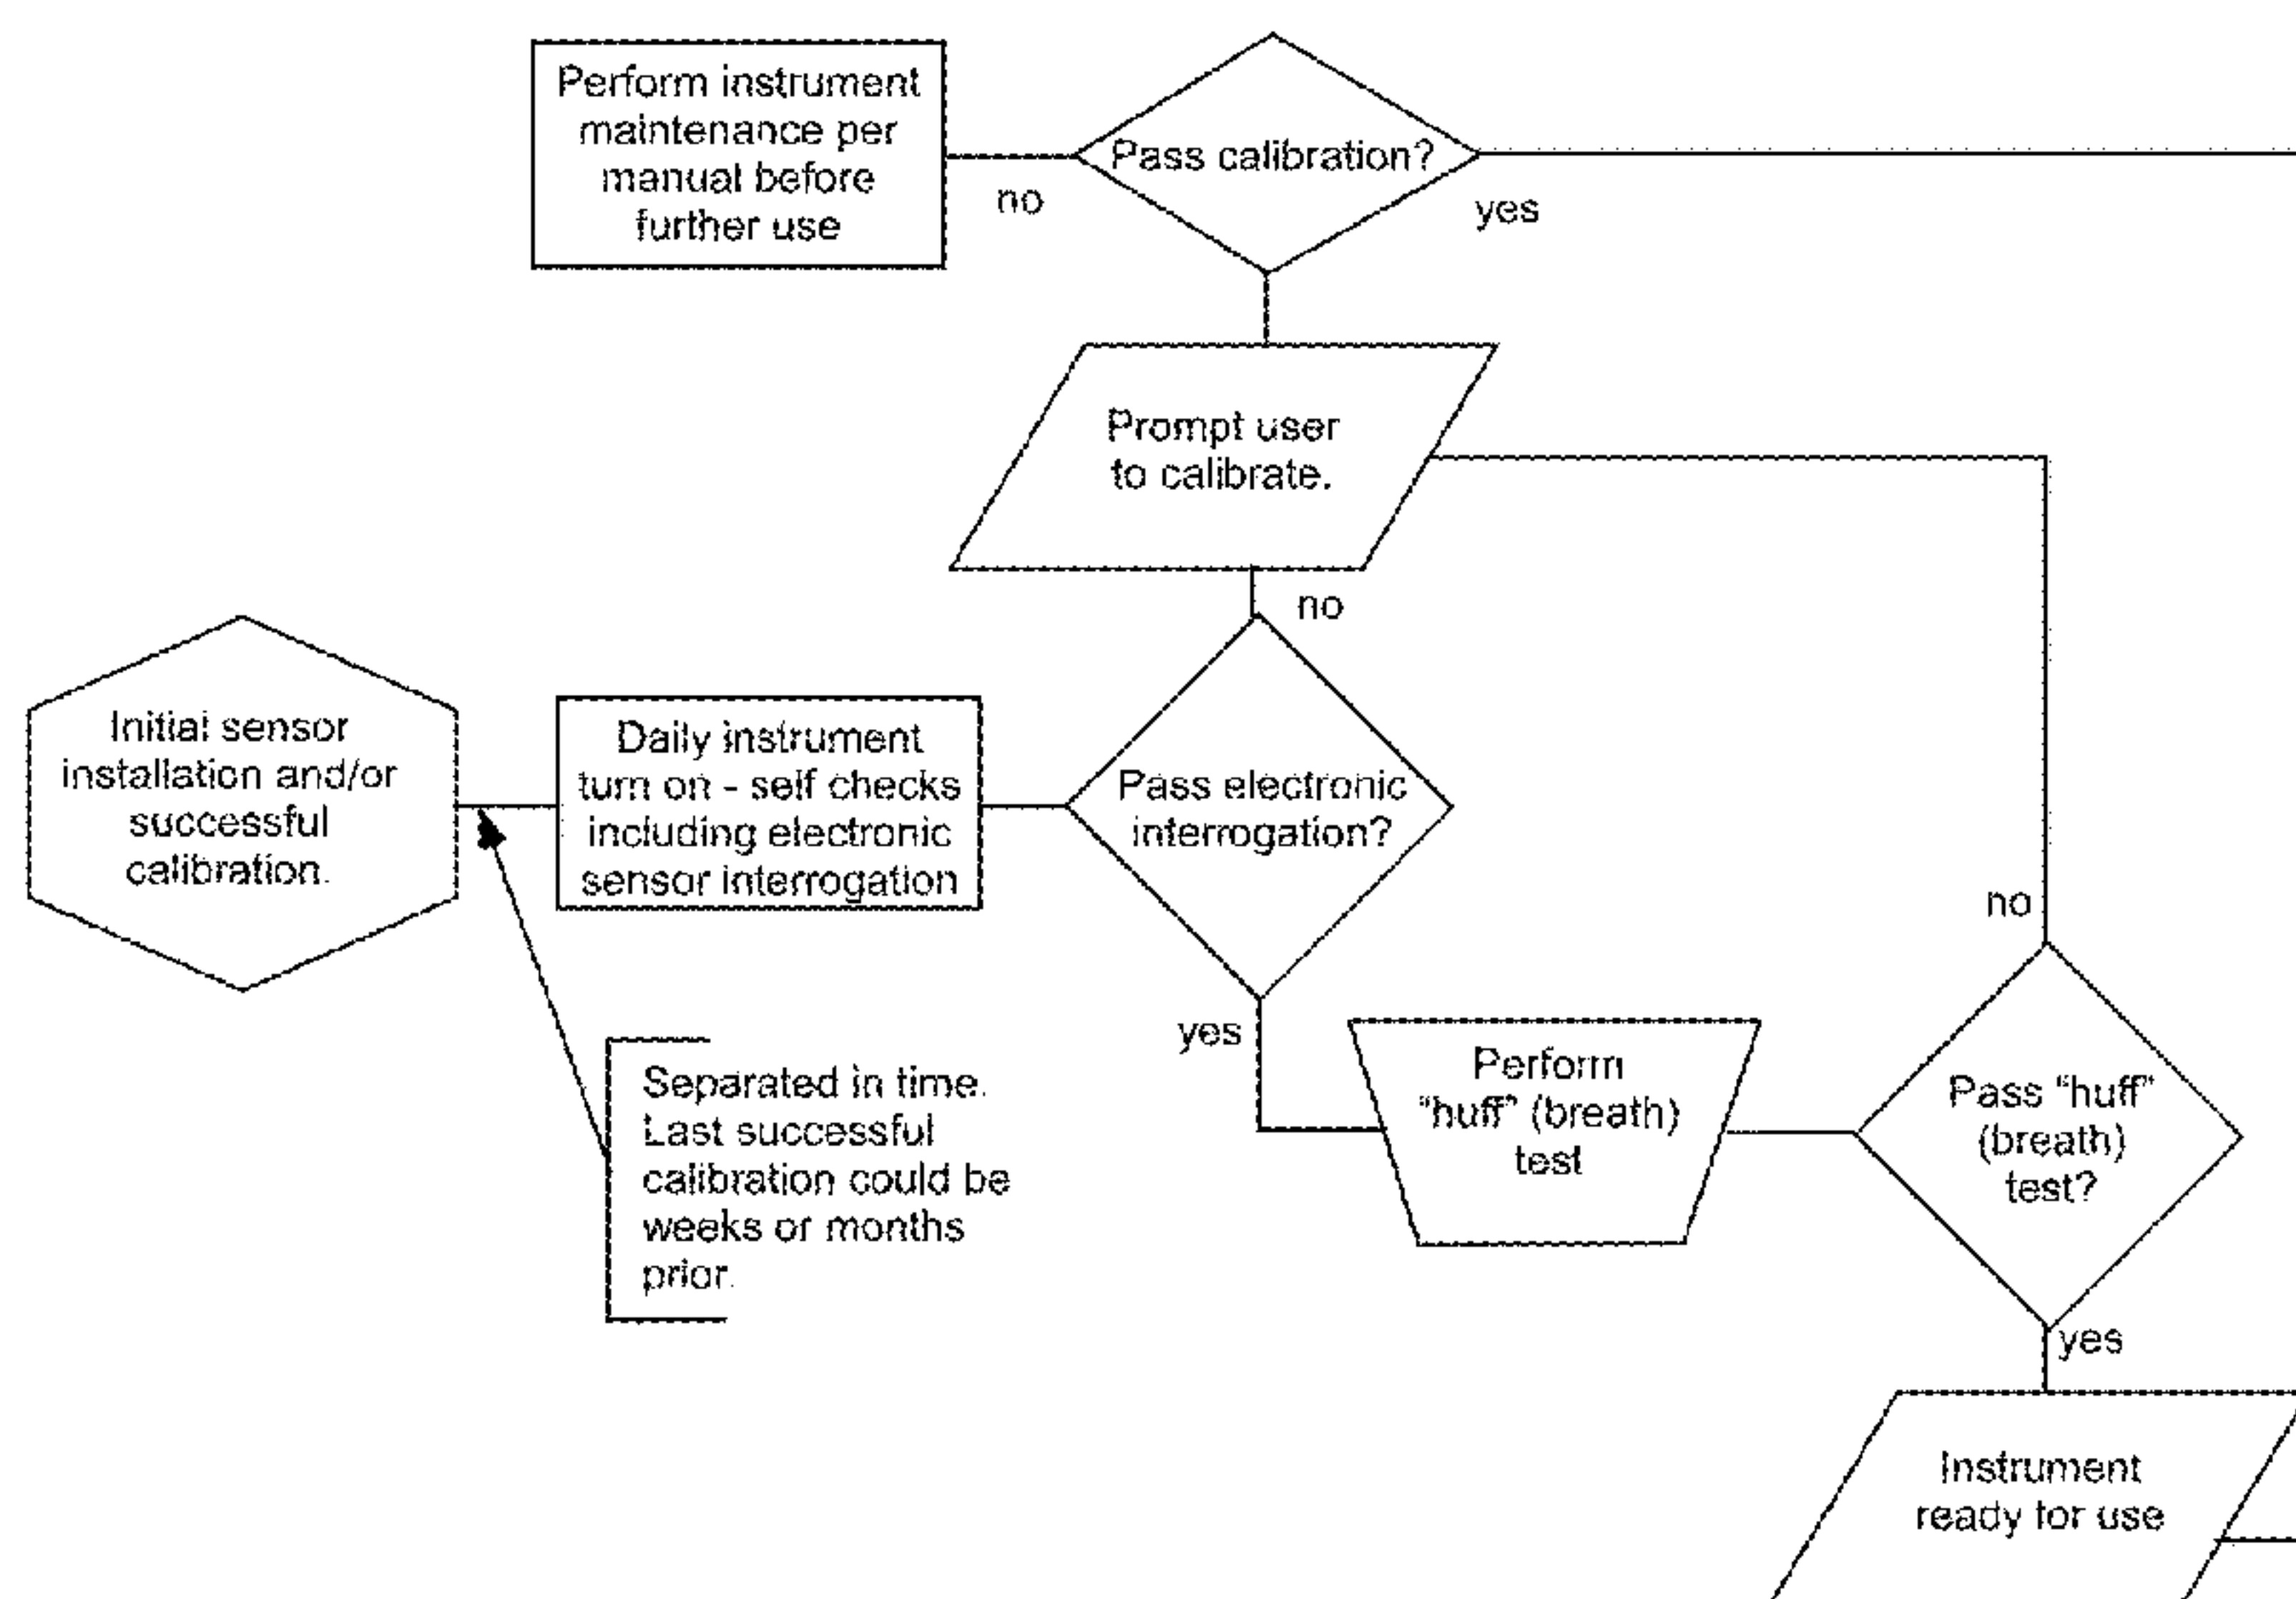 Perform instrument
maintenance per
manual before
further use
no
Pass calibration?
yes
Prompt user
to calibrate.
no
Initial sensor
installation and/or
successful
calibration.
Daily instrument
turn on - self checks
including electronic
sensor interrogation
Pass electronic
interrogation?
no
yes
Separated in time.
Last successful
calibration could be
weeks or months
prior.
Perform
“huff” (breath)
test
Pass “huff”
(breath)
test?
yes
Instrument
ready for use